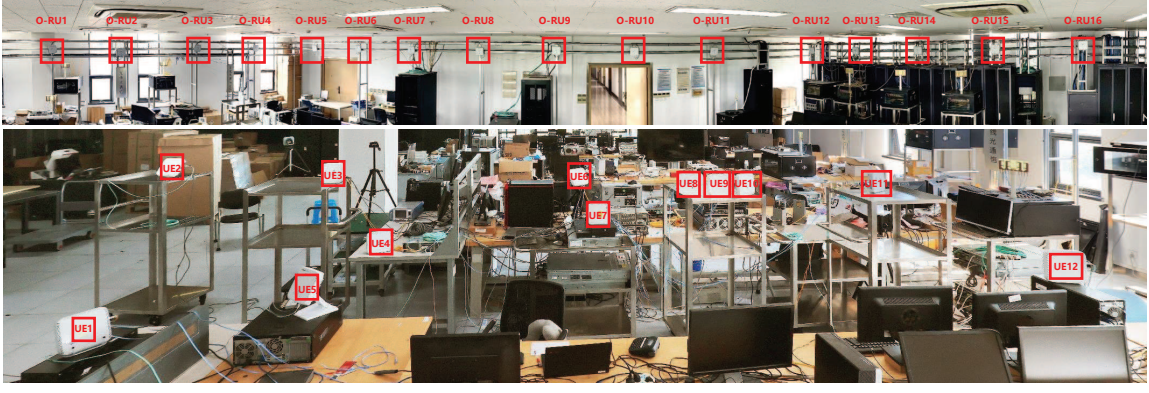 O-RU1 O-RU2 O-RU3 O-RU4 O-RU5 O-RU6 O-RU7 O-RU8 O-RU9 O-RU10 O-RU11 O-RU12 O-RU13 O-RU14 O-RU15 O-RU16
UE2
UE3
UE6
UE8 UE9 UE10 UE11
UE7
UE4
UE12
UE5
UE1